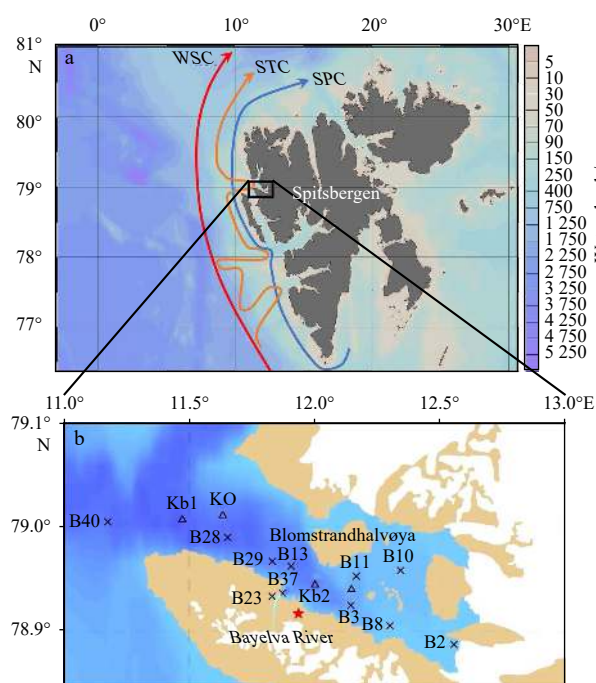 0° 10° 20° 30°E
81°
N
a
WSC
STC
SPC
80°
79°
78°
77°
Spitsbergen
5
10
30
50
70
90
150
250
400
750
1 250
1 750
2 250
2 750
3 250
3 750
4 250
4 750
5 250
11.0° 11.5° 12.0° 12.5° 13.0°E
79.1°
N
b
Kb1 KO
79.0°
B40
B28
Blomstrandhalvøya
B29 B13
B11 B10
B37
B23
Kb2
B3
B8
78.9°
Bayelva River
B2